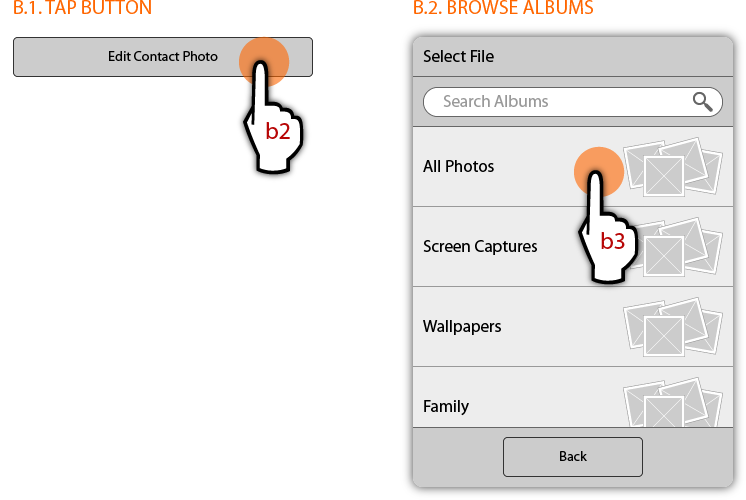 B.1. TAP BUTTON
Edit Contact Photo
b2
B.2. BROWSE ALBUMS
Select File
Search Albums
All Photos
b3
Screen Captures
Wallpapers
Family
Back